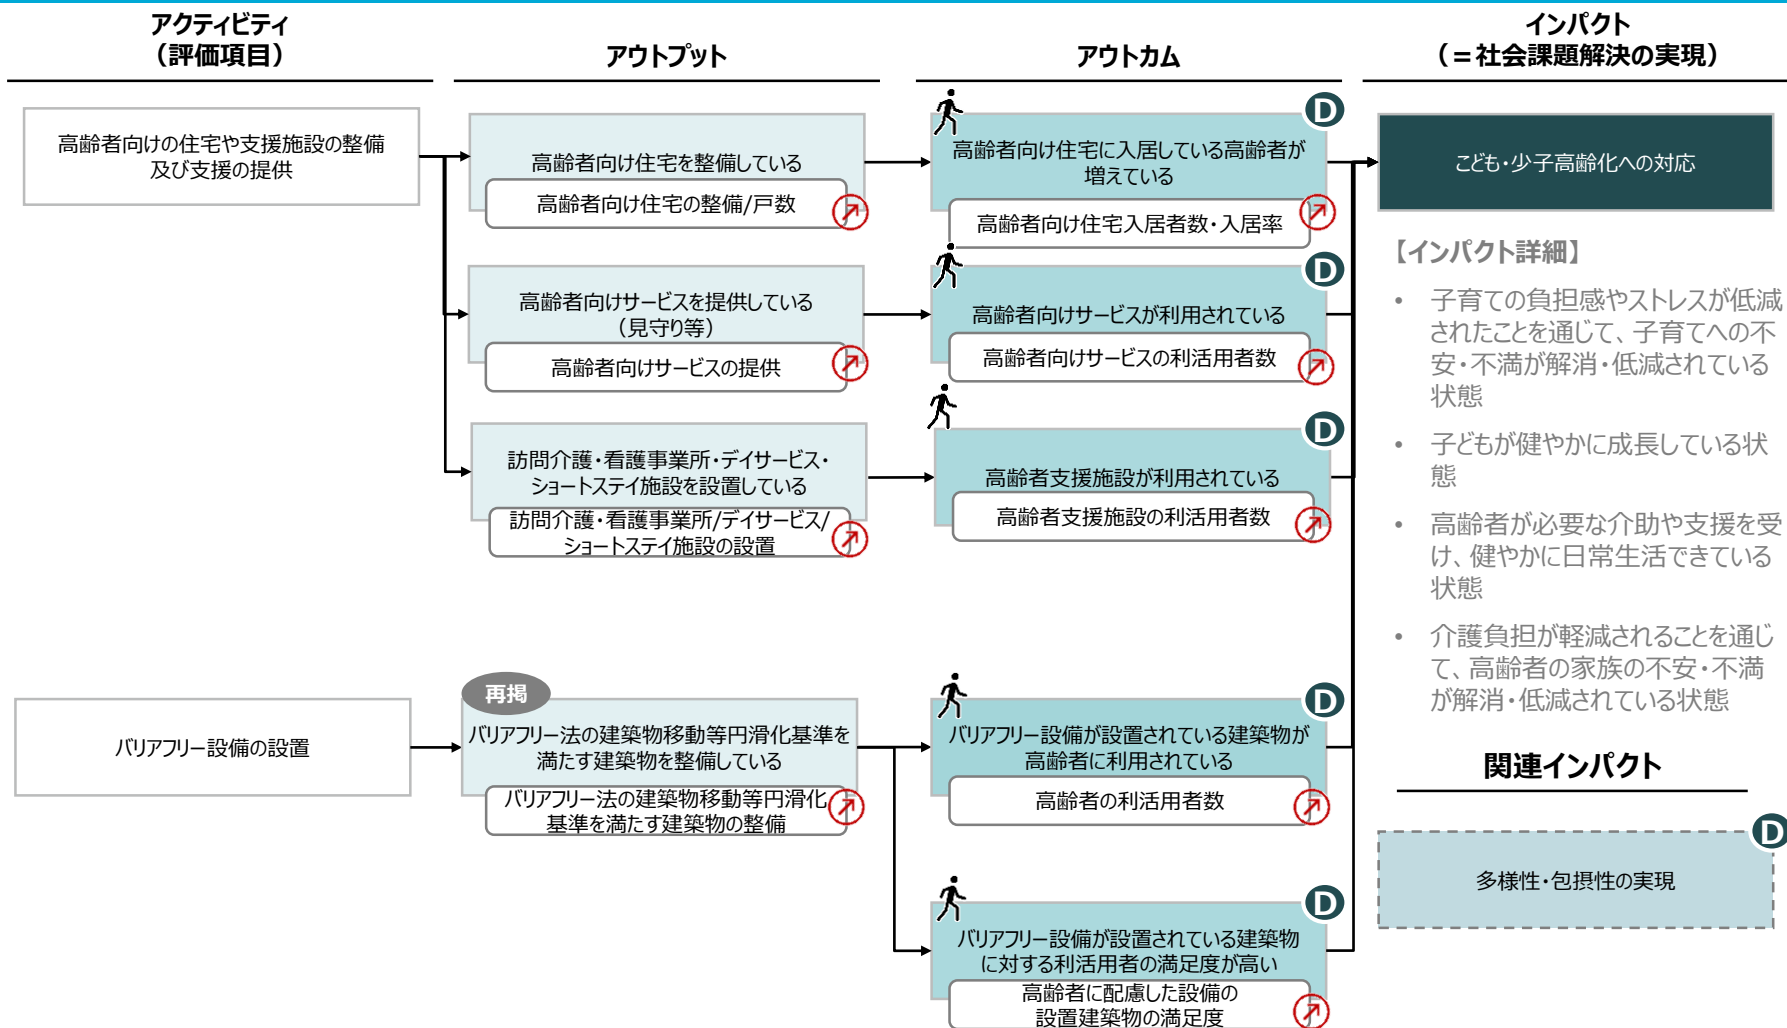 アクティビティ
（評価項目）
アウトプット
アウトカム
インパクト
（＝社会課題解決の実現）
高齢者向けの住宅や支援施設の整備
及び支援の提供
高齢者向け住宅を整備している
高齢者向け住宅の整備/戸数
D
高齢者向け住宅に入居している高齢者が
増えている
高齢者向け住宅入居者数・入居率
高齢者向けサービスを提供している
（見守り等）
高齢者向けサービスの提供
D
高齢者向けサービスが利用されている
高齢者向けサービスの利活用者数
訪問介護・看護事業所・デイサービス・
ショートステイ施設を設置している
訪問介護・看護事業所/デイサービス/
ショートステイ施設の設置
D
高齢者支援施設が利用されている
高齢者支援施設の利活用者数
バリアフリー設備の設置
再掲
バリアフリー法の建築物移動等円滑化基準を
満たす建築物を整備している
バリアフリー法の建築物移動等円滑化
基準を満たす建築物の整備
D
バリアフリー設備が設置されている建築物が
高齢者に利用されている
高齢者の利活用者数
D
バリアフリー設備が設置されている建築物
に対する利活用者の満足度が高い
高齢者に配慮した設備の
設置建築物の満足度
こども・少子高齢化への対応
【インパクト詳細】
• 子育ての負担感やストレスが低減
されたことを通じて、子育てへの不
安・不満が解消・低減されている
状態
• 子どもが健やかに成長している状
態
• 高齢者が必要な介助や支援を受
け、健やかに日常生活できている
状態
• 介護負担が軽減されることを通じ
て、高齢者の家族の不安・不満
が解消・低減されている状態
関連インパクト
D
多様性・包摂性の実現